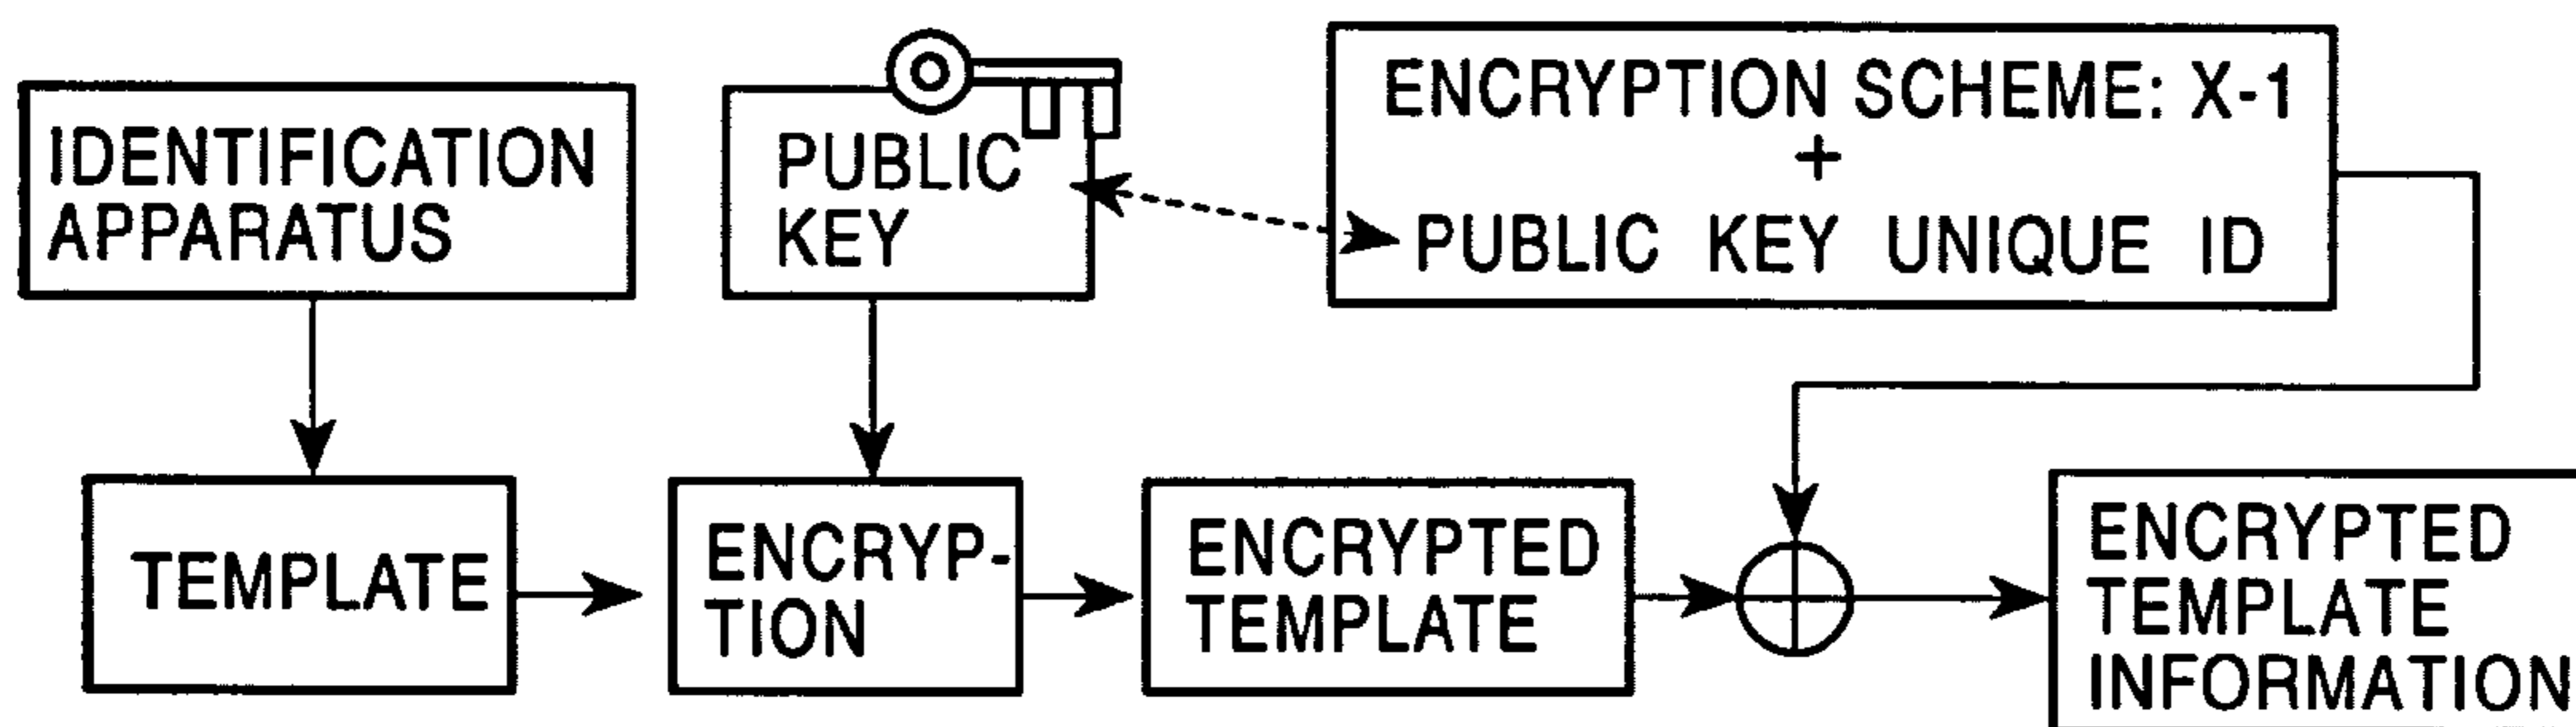 IDENTIFICATION
APPARATUS
PUBLIC
KEY
ENCRYPTION SCHEME: X-1
+
PUBLIC KEY UNIQUE ID
TEMPLATE
ENCRYP-
TION
ENCRYPTED
TEMPLATE
ENCRYPTED
TEMPLATE
INFORMATION